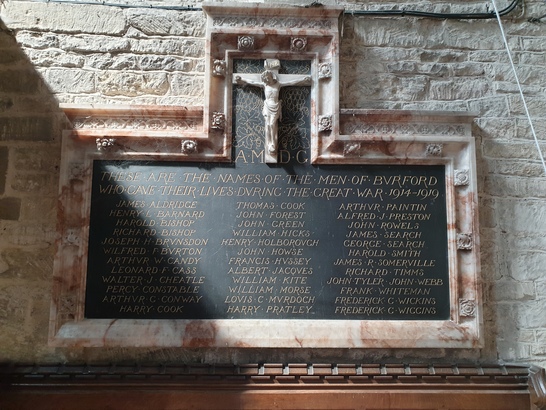 A M D G
THESE·ARE·THE·NAMES·OF·THE·MEN·OF·BVRFORD
WHO·GAVE·THEIR·LIVES·DVRING·THE·GREAT·WAR·1914-1919
JAMES·ALDRIDGE
HENRY·L·BARNARD
HAROLD·BISHOP
RICHARD·BISHOP
JOSEPH·H·BRVNSDON
WILFRED·F·BVRTON
ARTHVR·W·CANDY
LEONARD·F·CASS
WALTER·J·CHEATLE
PERCY·CONSTABLE
ARTHVR·G·CONWAY
HARRY·COOK
THOMAS·COOK
JOHN·FOREST
JOHN·GREEN
WILLIAM·HICKS
HENRY·HOLBOROVGH
JOHN·HOWSE
FRANCIS·HVSSEY
ALBERT·JACQVES
WILLIAM·KITE
WILLIAM·MORSE
LOVIS·C·MVRDOCH
HARRY·PRATLEY
ARTHVR·PAINTIN
ALFRED·J·PRESTON
JOHN·ROWELS
JAMES·SEARCH
GEORGE·SEARCH
HAROLD·SMITH
JAMES·R·SOMERVILLE
RICHARD·TIMMS
JOHN·TYLER·JOHN·WEBB
FRANK·WHITEMAN
FREDERICK·C·WICKINS
FREDERICK·C·WIGGINS